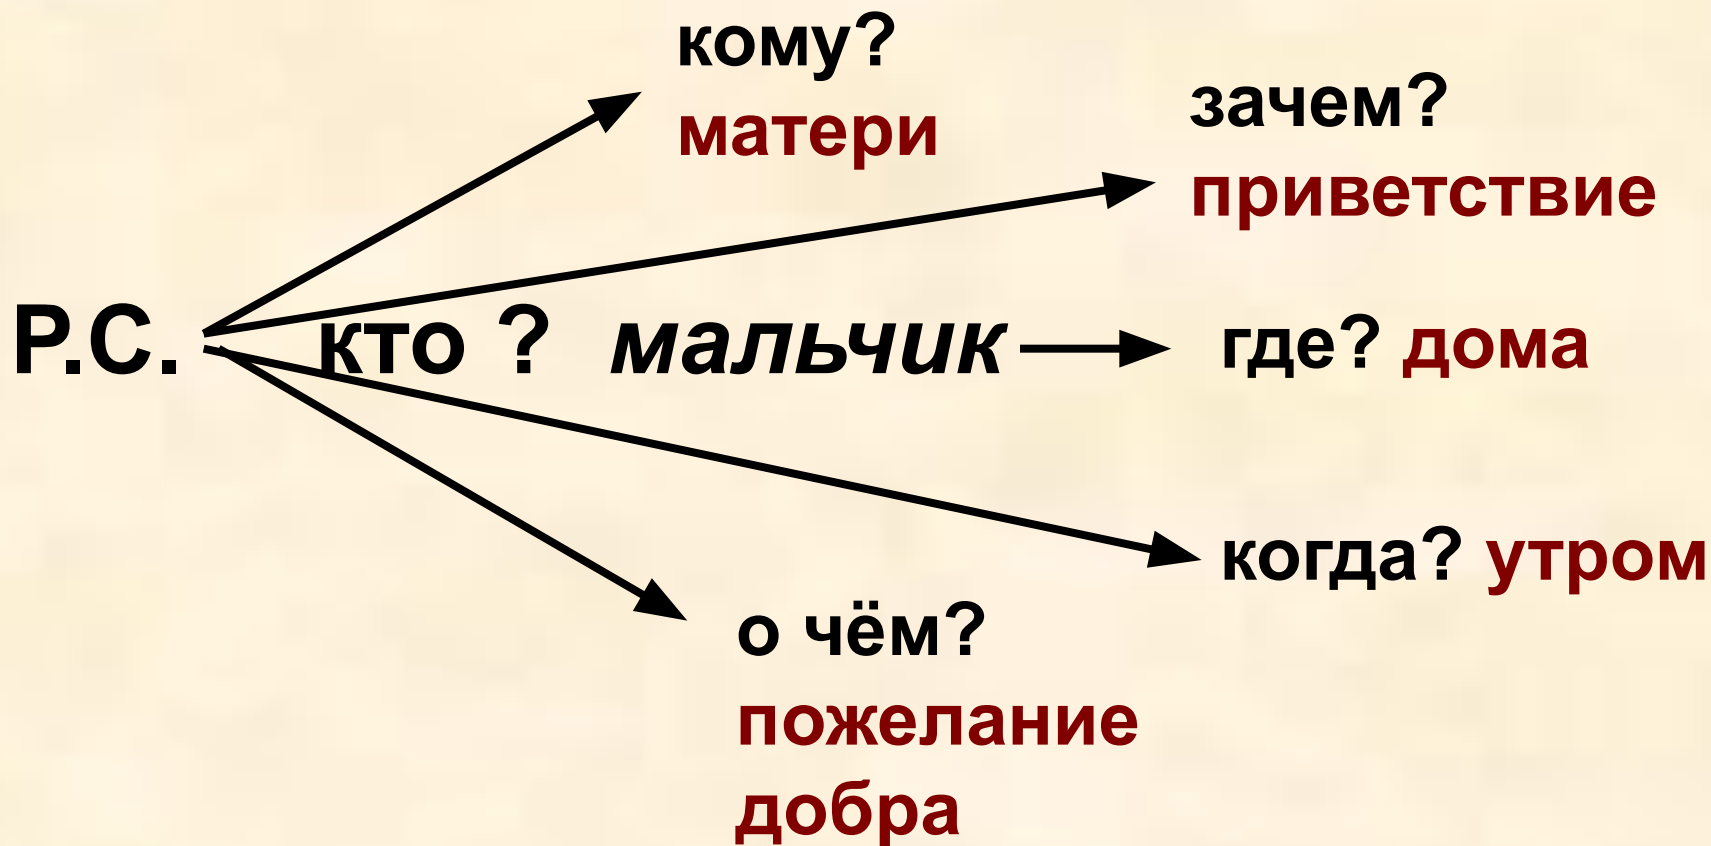 кому?
матери
зачем?
приветствие
Р.С. кто ? мальчик
где? дома
когда? утром
о чём?
пожелание
добра